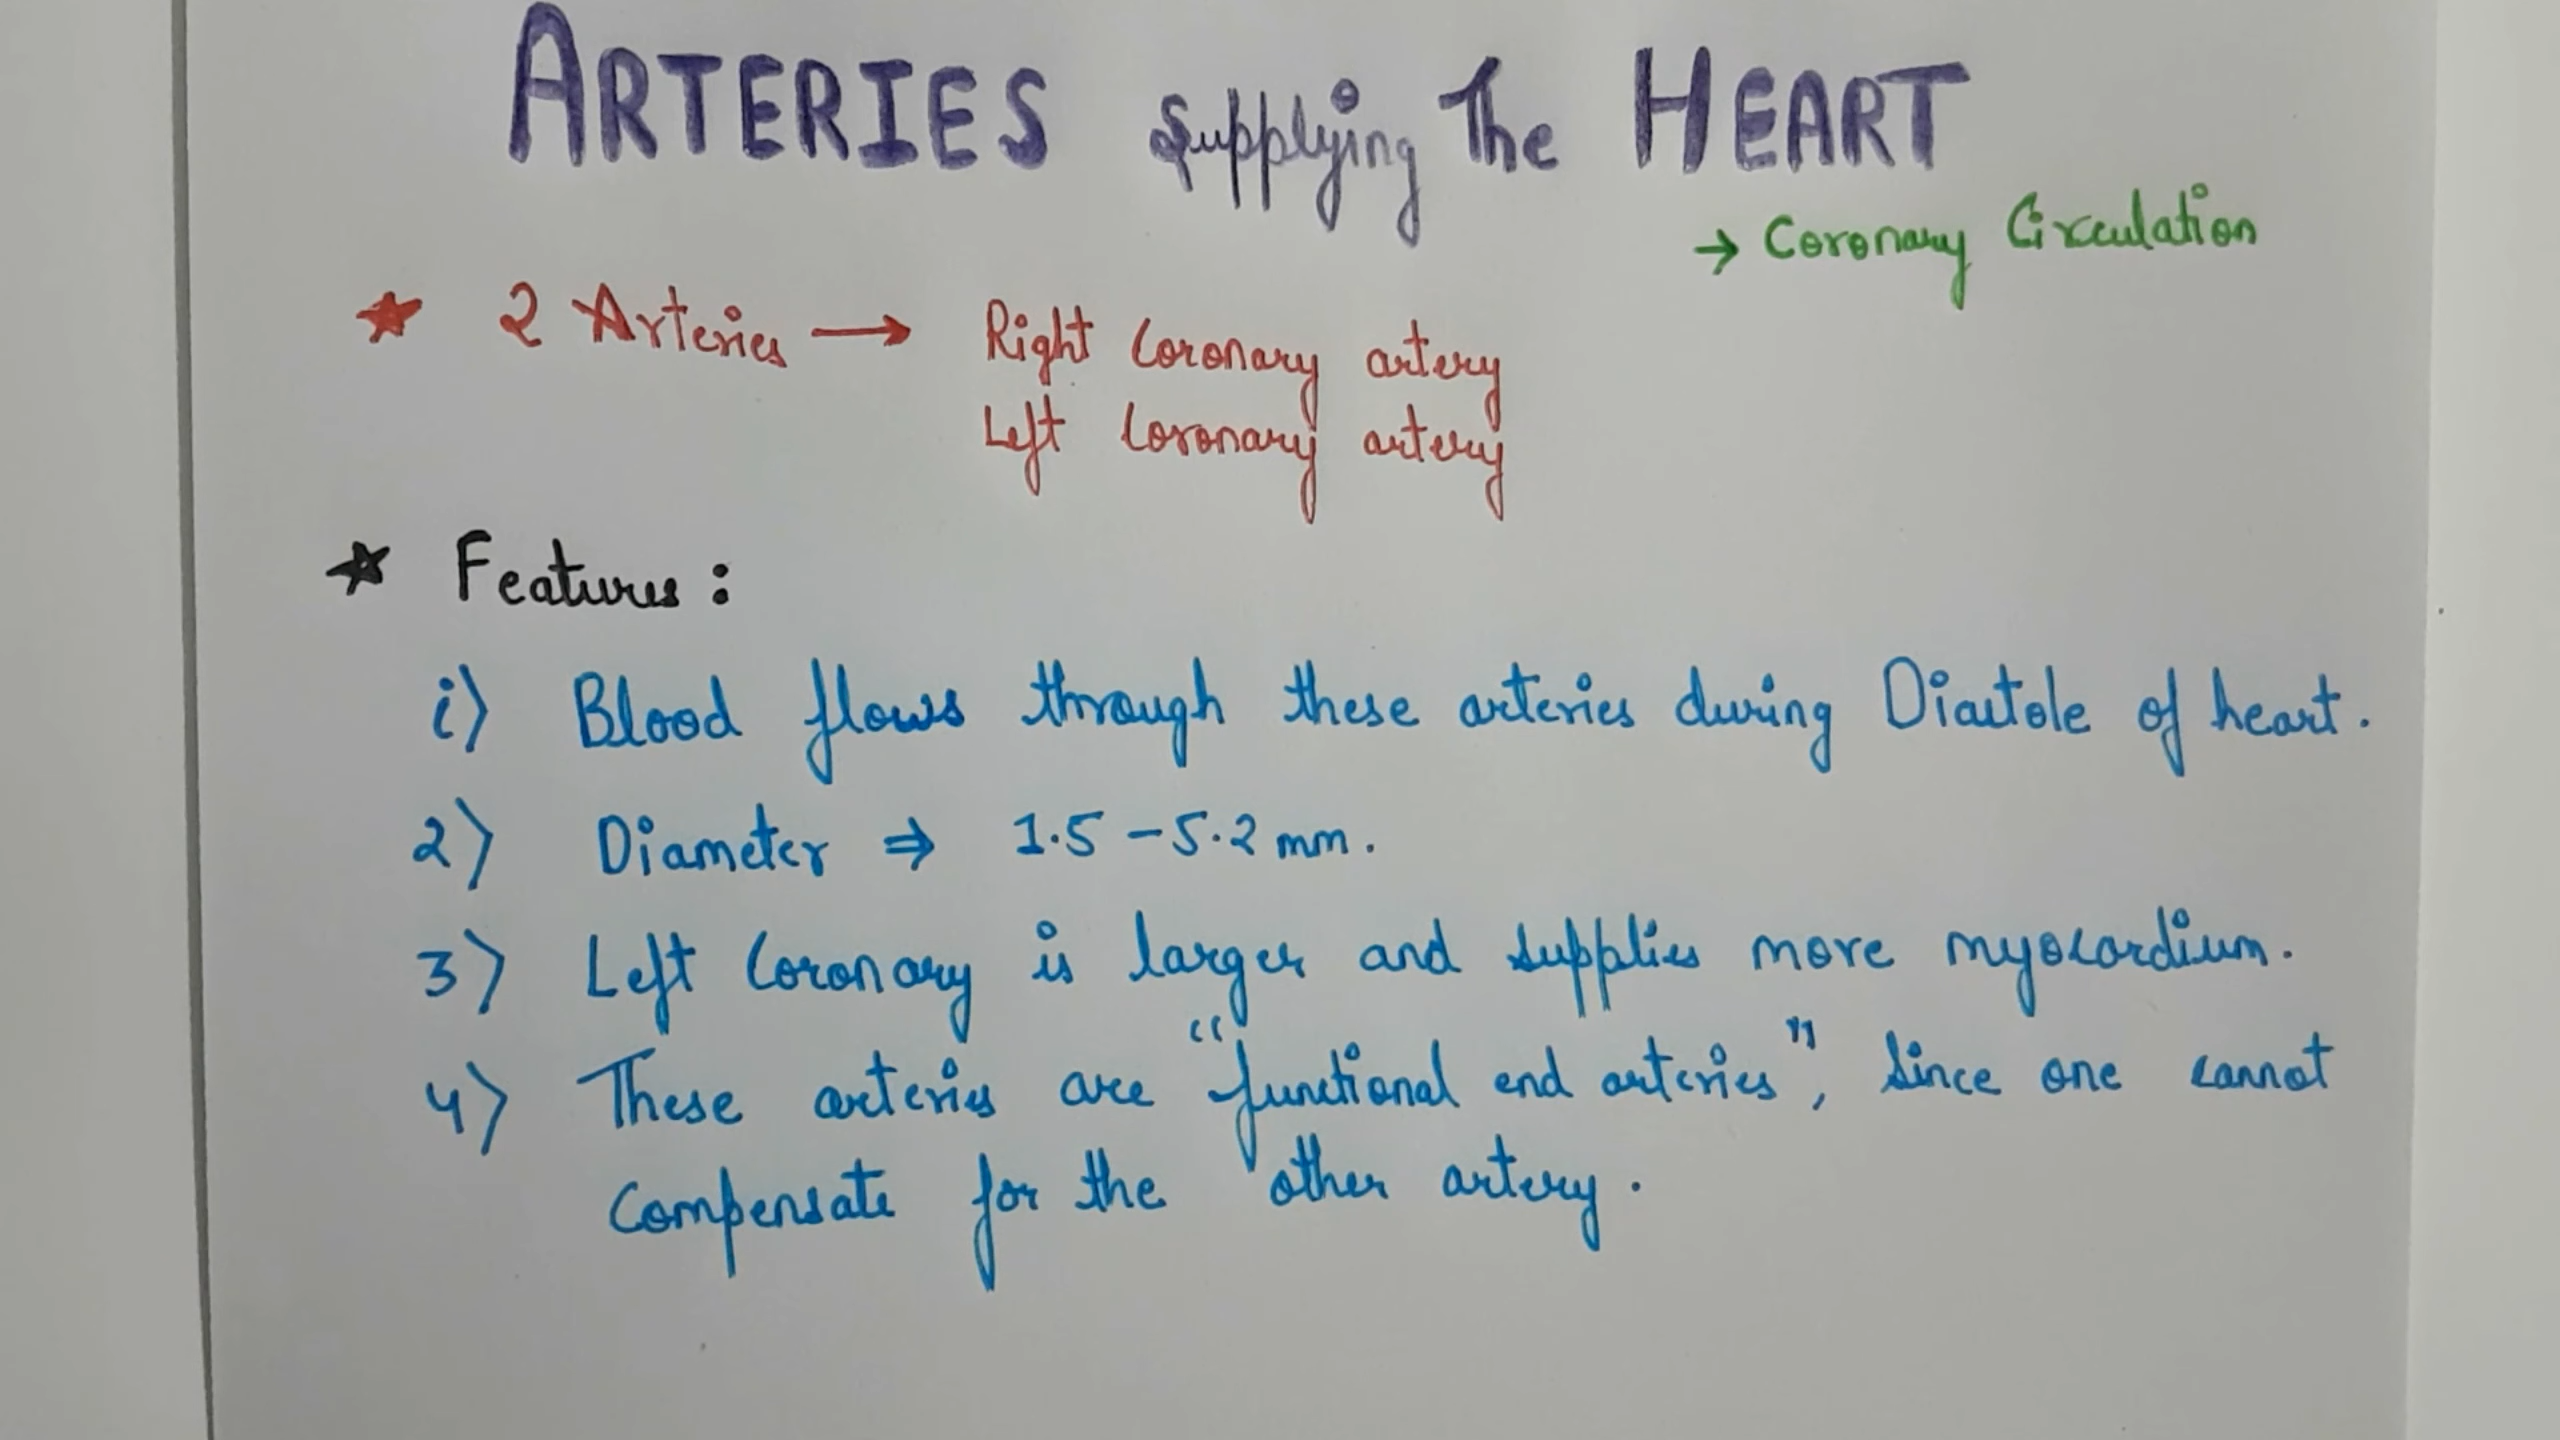 ARTERIES supplying The HEART
→ Coronary Circulation
★ 2 Arteries → Right Coronary artery
Left Coronary artery
★ Features :
i) Blood flows through these arteries during Diastole of heart.
2) Diameter ⇒ 1.5 - 5.2 mm.
3) Left Coronary is larger and supplies more myocardium.
4) These arteries are "functional end arteries", since one cannot
compensate for the other artery.